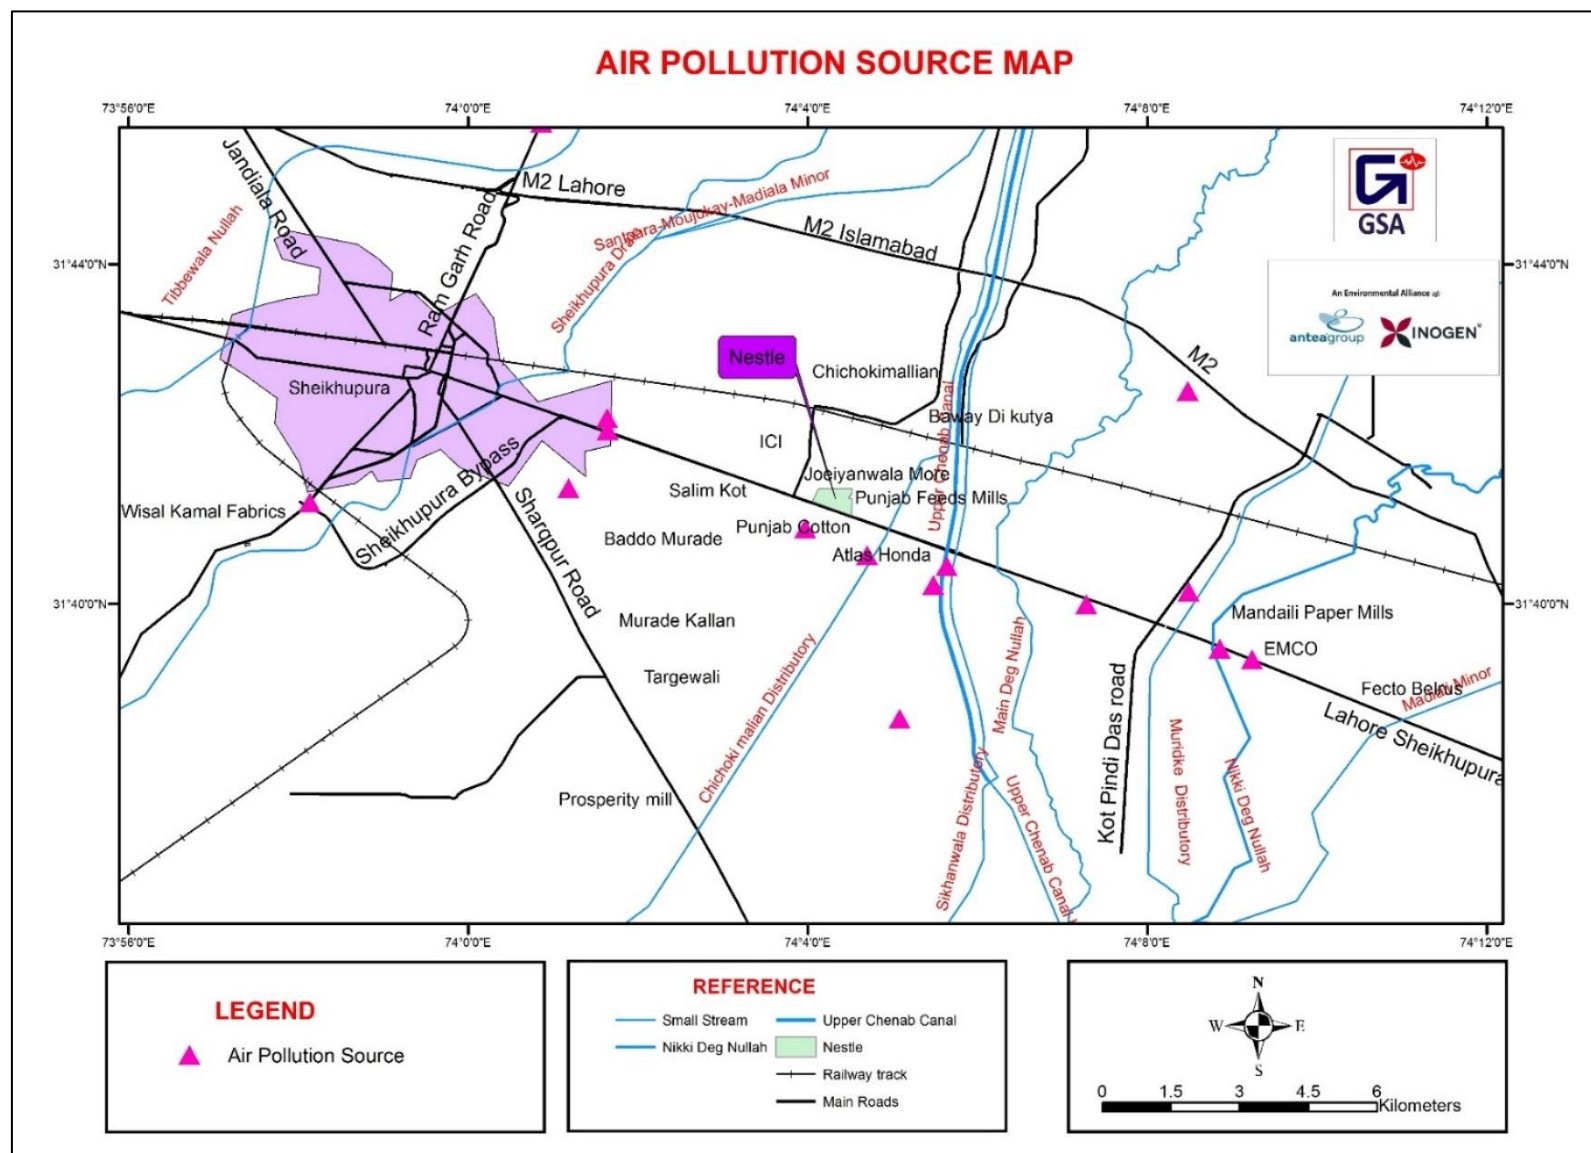 AIR POLLUTION SOURCE MAP
73°56'0"E
74°0'0"E
74°4'0"E
74°8'0"E
74°12'0"E
31°44'0"N
31°44'0"N
31°40'0"N
31°40'0"N
GSA
An Environmental Alliance of:
anteagroup
INOGEN®
Jandiala Road
Ram Garh Road
M2 Lahore
M2 Islamabad
M2
Santpara-Moujokay-Madiala Minor
Tibbewala Nullah
Sheikhupura Drain
Nestle
Chichokimallian
Sheikhupura
Baway Di kutya
Upper Chenab Canal
ICI
Joeiyanwala More
Salim Kot
Punjab Feeds Mills
Wisal Kamal Fabrics
Sheikhupura Bypass
Sharqpur Road
Baddo Murade
Punjab Cotton
Atlas Honda
Murade Kallan
Mandaili Paper Mills
EMCO
Targewali
Fecto Belrus
Madiali Minor
Lahore Sheikhupura
Chichoki malian Distributory
Main Deg Nullah
Kot Pindi Das road
Muridke Distributory
Nikki Deg Nullah
Prosperity mill
Sikhanwala Distributory
Upper Chenab Canal
73°56'0"E
74°0'0"E
74°4'0"E
74°8'0"E
74°12'0"E
LEGEND
Air Pollution Source
REFERENCE
Small Stream
Upper Chenab Canal
Nikki Deg Nullah
Nestle
Railway track
Main Roads
N
W
E
S
0 1.5 3 4.5 6
Kilometers